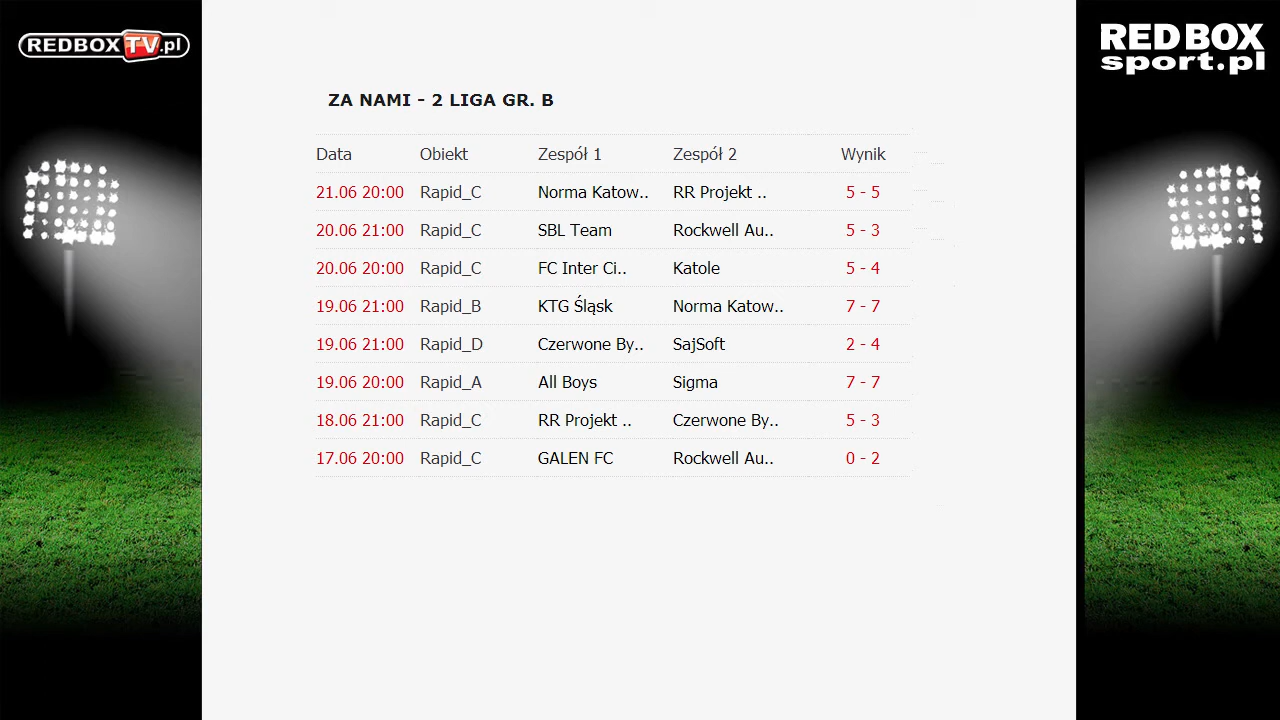 REDBOX TV.pl
RED BOX
sport.pl
ZA NAMI - 2 LIGA GR. B
Data Obiekt Zespół 1 Zespół 2 Wynik
21.06 20:00 Rapid_C Norma Katow.. RR Projekt .. 5 - 5
20.06 21:00 Rapid_C SBL Team Rockwell Au.. 5 - 3
20.06 20:00 Rapid_C FC Inter Ci.. Katole 5 - 4
19.06 21:00 Rapid_B KTG Śląsk Norma Katow.. 7 - 7
19.06 21:00 Rapid_D Czerwone By.. SajSoft 2 - 4
19.06 20:00 Rapid_A All Boys Sigma 7 - 7
18.06 21:00 Rapid_C RR Projekt .. Czerwone By.. 5 - 3
17.06 20:00 Rapid_C GALEN FC Rockwell Au.. 0 - 2